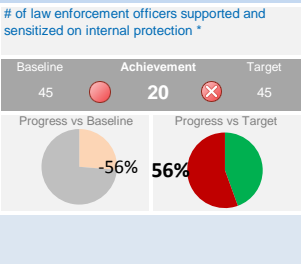 # of law enforcement officers supported and
sensitized on internal protection *
Baseline Achievement Target
45 20 45
Progress vs Baseline Progress vs Target
-56% 56%